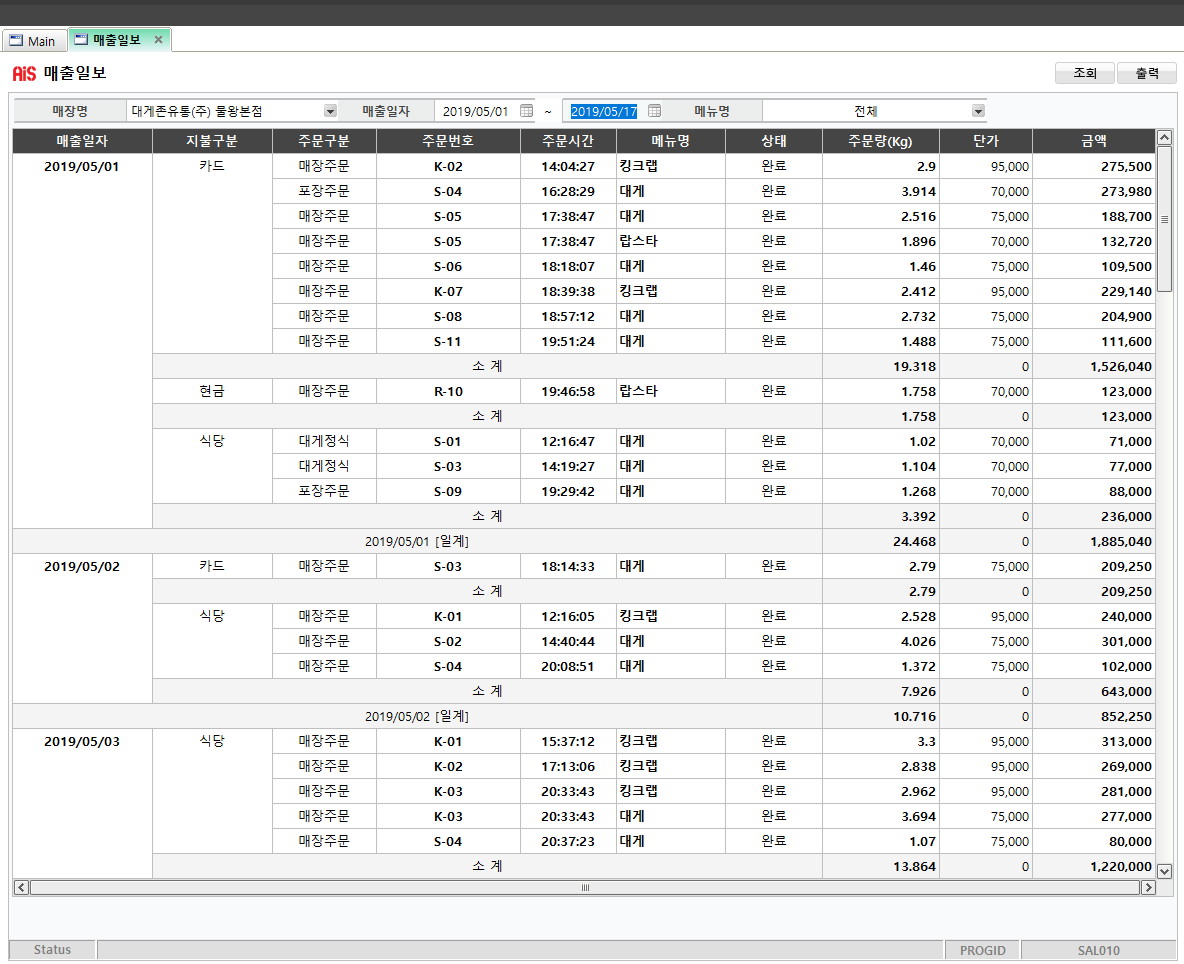 Main 매출일보
AiS 매출일보 조회 출력
매장명 대게존유통(주) 물왕본점 매출일자 2019/05/01 ~ 2019/05/17 메뉴명 전체
매출일자 지불구분 주문구분 주문번호 주문시간 메뉴명 상태 주문량(Kg) 단가 금액
2019/05/01 카드 매장주문 K-02 14:04:27 킹크랩 완료 2.9 95,000 275,500
포장주문 S-04 16:28:29 대게 완료 3.914 70,000 273,980
매장주문 S-05 17:38:47 대게 완료 2.516 75,000 188,700
매장주문 S-05 17:38:47 랍스타 완료 1.896 70,000 132,720
매장주문 S-06 18:18:07 대게 완료 1.46 75,000 109,500
매장주문 K-07 18:39:38 킹크랩 완료 2.412 95,000 229,140
매장주문 S-08 18:57:12 대게 완료 2.732 75,000 204,900
매장주문 S-11 19:51:24 대게 완료 1.488 75,000 111,600
소 계 19.318 0 1,526,040
현금 매장주문 R-10 19:46:58 랍스타 완료 1.758 70,000 123,000
소 계 1.758 0 123,000
식당 대게정식 S-01 12:16:47 대게 완료 1.02 70,000 71,000
대게정식 S-03 14:19:27 대게 완료 1.104 70,000 77,000
포장주문 S-09 19:29:42 대게 완료 1.268 70,000 88,000
소 계 3.392 0 236,000
2019/05/01 [일계] 24.468 0 1,885,040
2019/05/02 카드 매장주문 S-03 18:14:33 대게 완료 2.79 75,000 209,250
소 계 2.79 0 209,250
식당 매장주문 K-01 12:16:05 킹크랩 완료 2.528 95,000 240,000
매장주문 S-02 14:40:44 대게 완료 4.026 75,000 301,000
매장주문 S-04 20:08:51 대게 완료 1.372 75,000 102,000
소 계 7.926 0 643,000
2019/05/02 [일계] 10.716 0 852,250
2019/05/03 식당 매장주문 K-01 15:37:12 킹크랩 완료 3.3 95,000 313,000
매장주문 K-02 17:13:06 킹크랩 완료 2.838 95,000 269,000
매장주문 K-03 20:33:43 킹크랩 완료 2.962 95,000 281,000
매장주문 K-03 20:33:43 대게 완료 3.694 75,000 277,000
매장주문 S-04 20:37:23 대게 완료 1.07 75,000 80,000
소 계 13.864 0 1,220,000
Status PROGID SAL010